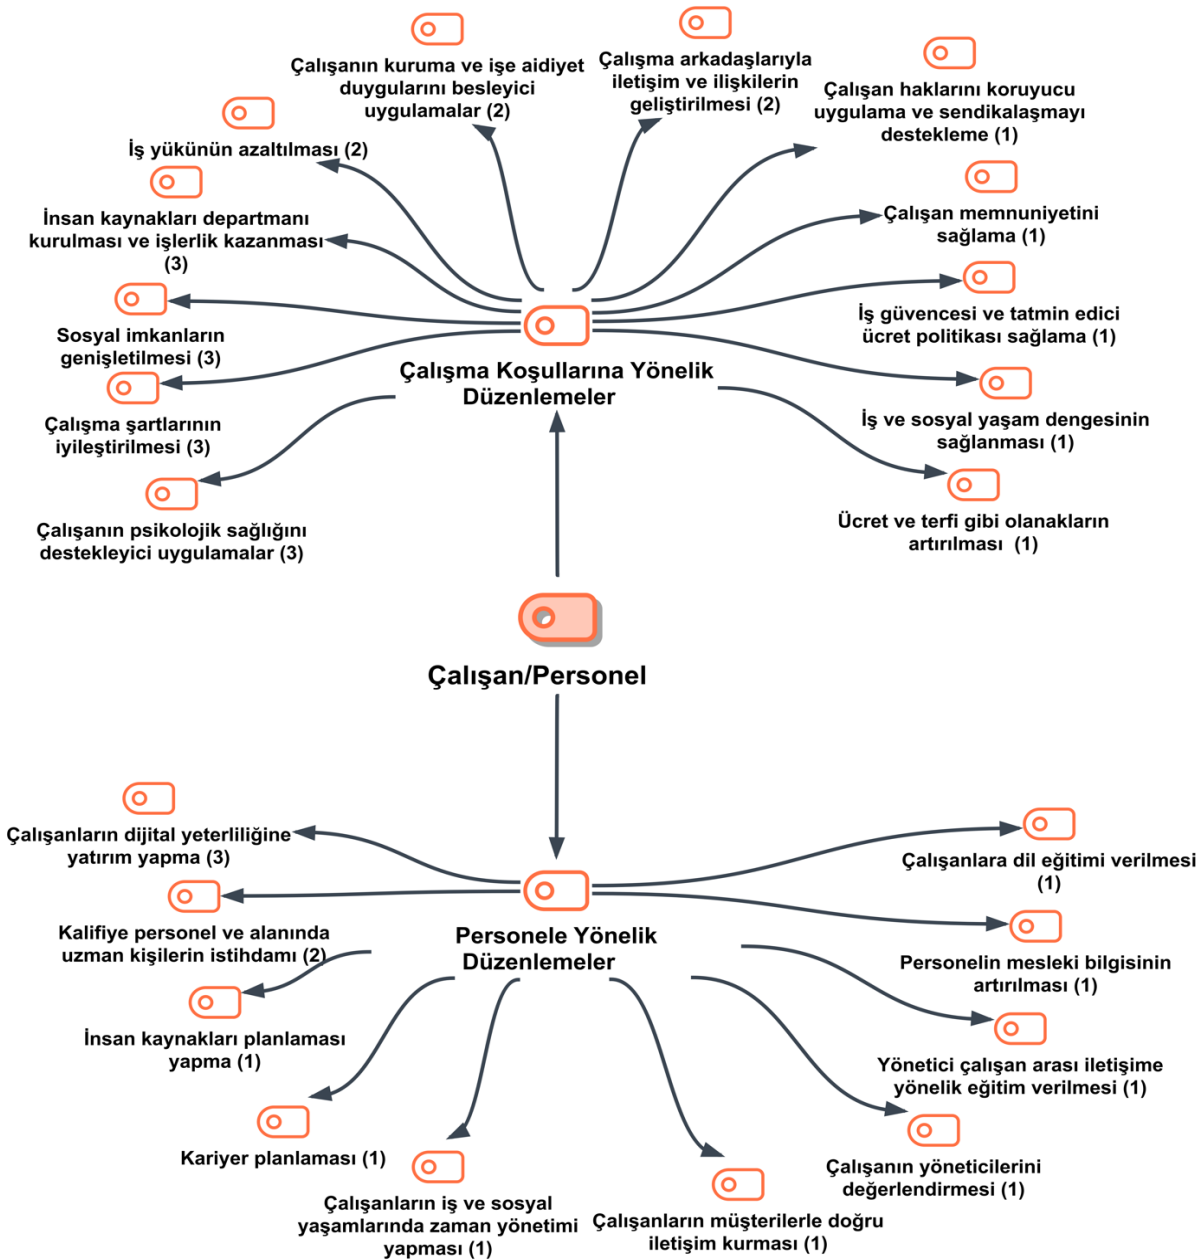 Çalışanın kuruma ve işe aidiyet
duygularını besleyici
uygulamalar (2)
Çalışma arkadaşlarıyla
iletişim ve ilişkilerin
geliştirilmesi (2)
Çalışan haklarını koruyucu
uygulama ve sendikalaşmayı
destekleme (1)
İş yükünün azaltılması (2)
İnsan kaynakları departmanı
kurulması ve işlerlik kazanması
(3)
Çalışan memnuniyetini
sağlama (1)
Sosyal imkanların
genişletilmesi (3)
İş güvencesi ve tatmin edici
ücret politikası sağlama (1)
Çalışma Koşullarına Yönelik
Düzenlemeler
Çalışma şartlarının
iyileştirilmesi (3)
İş ve sosyal yaşam dengesinin
sağlanması (1)
Çalışanın psikolojik sağlığını
destekleyici uygulamalar (3)
Ücret ve terfi gibi olanakların
artırılması (1)
Çalışan/Personel
Çalışanların dijital yeterliliğine
yatırım yapma (3)
Çalışanlara dil eğitimi verilmesi
(1)
Kalifiye personel ve alanında
uzman kişilerin istihdamı (2)
Personele Yönelik
Düzenlemeler
Personelin mesleki bilgisinin
artırılması (1)
İnsan kaynakları planlaması
yapma (1)
Yönetici çalışan arası iletişime
yönelik eğitim verilmesi (1)
Kariyer planlaması (1)
Çalışanın yöneticilerini
değerlendirmesi (1)
Çalışanların iş ve sosyal
yaşamlarında zaman yönetimi
yapması (1)
Çalışanların müşterilerle doğru
iletişim kurması (1)